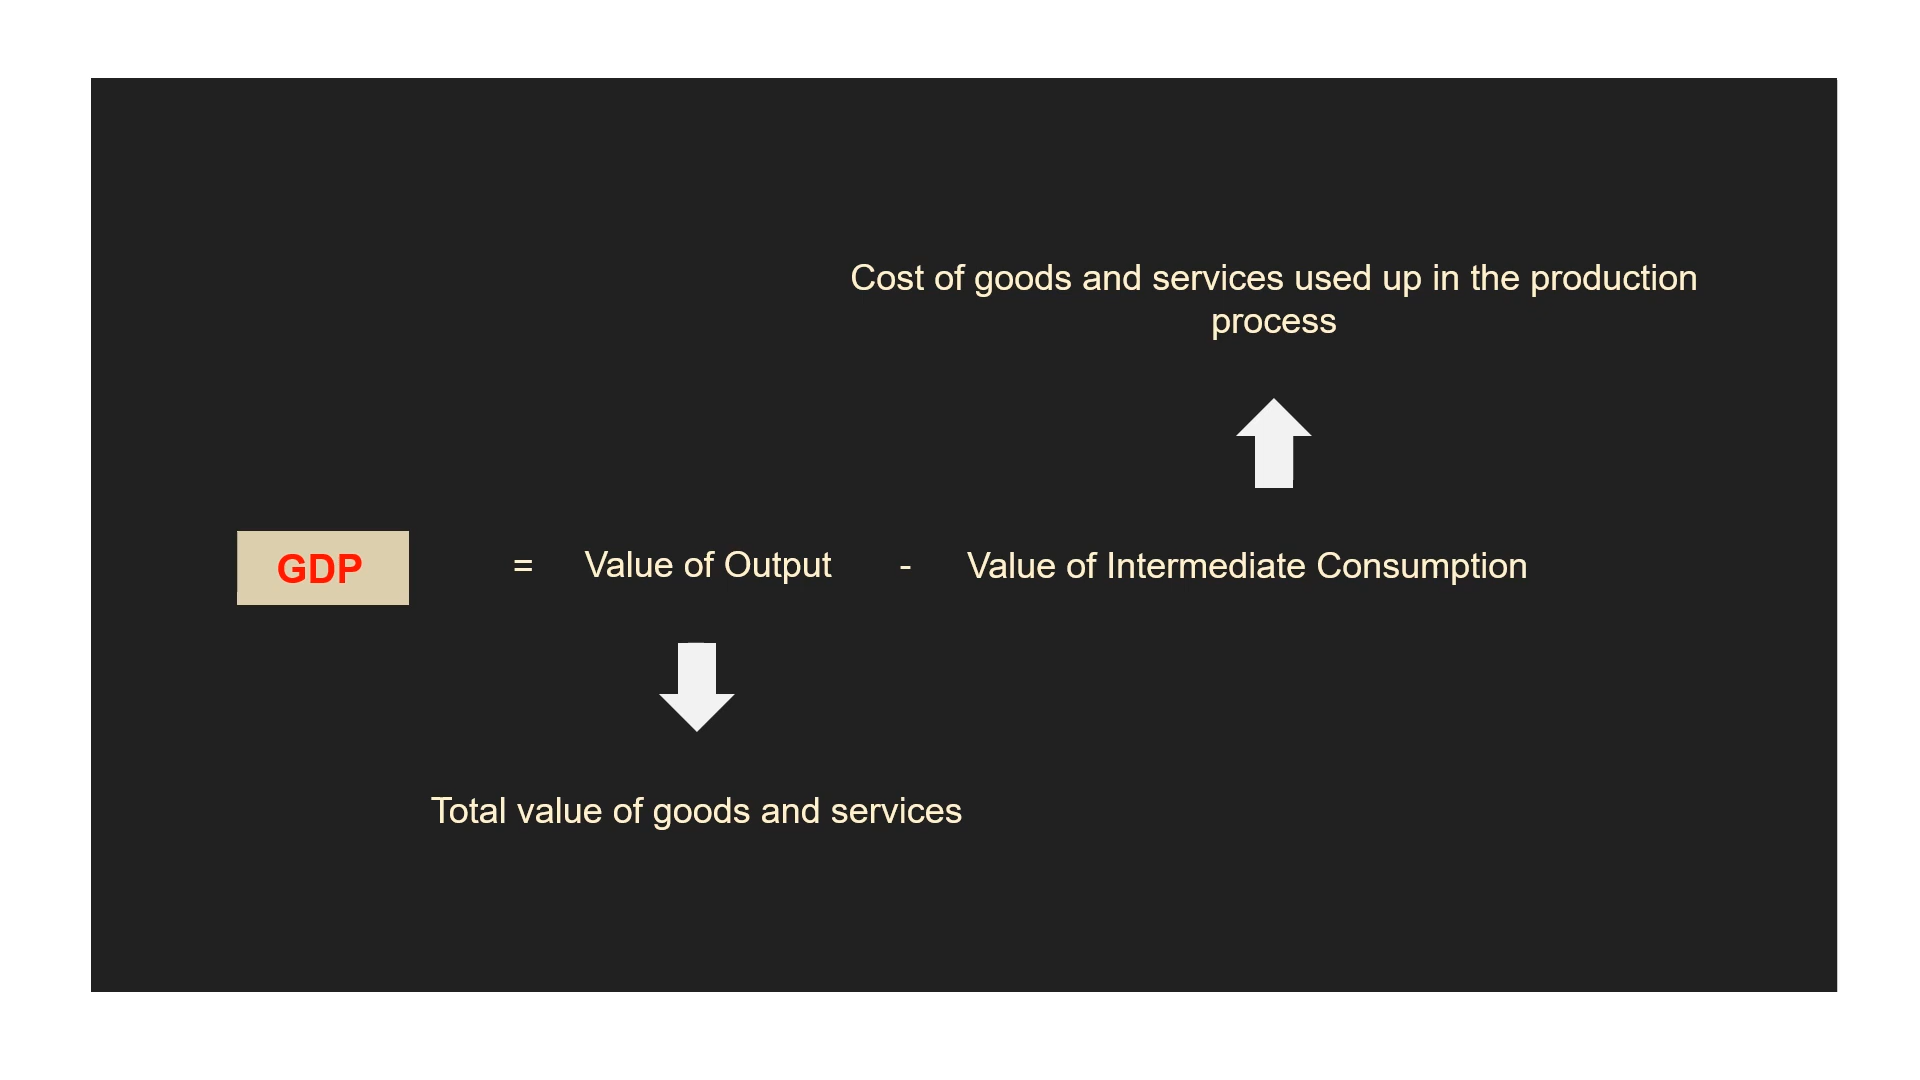 Cost of goods and services used up in the production
process
GDP = Value of Output - Value of Intermediate Consumption
Total value of goods and services